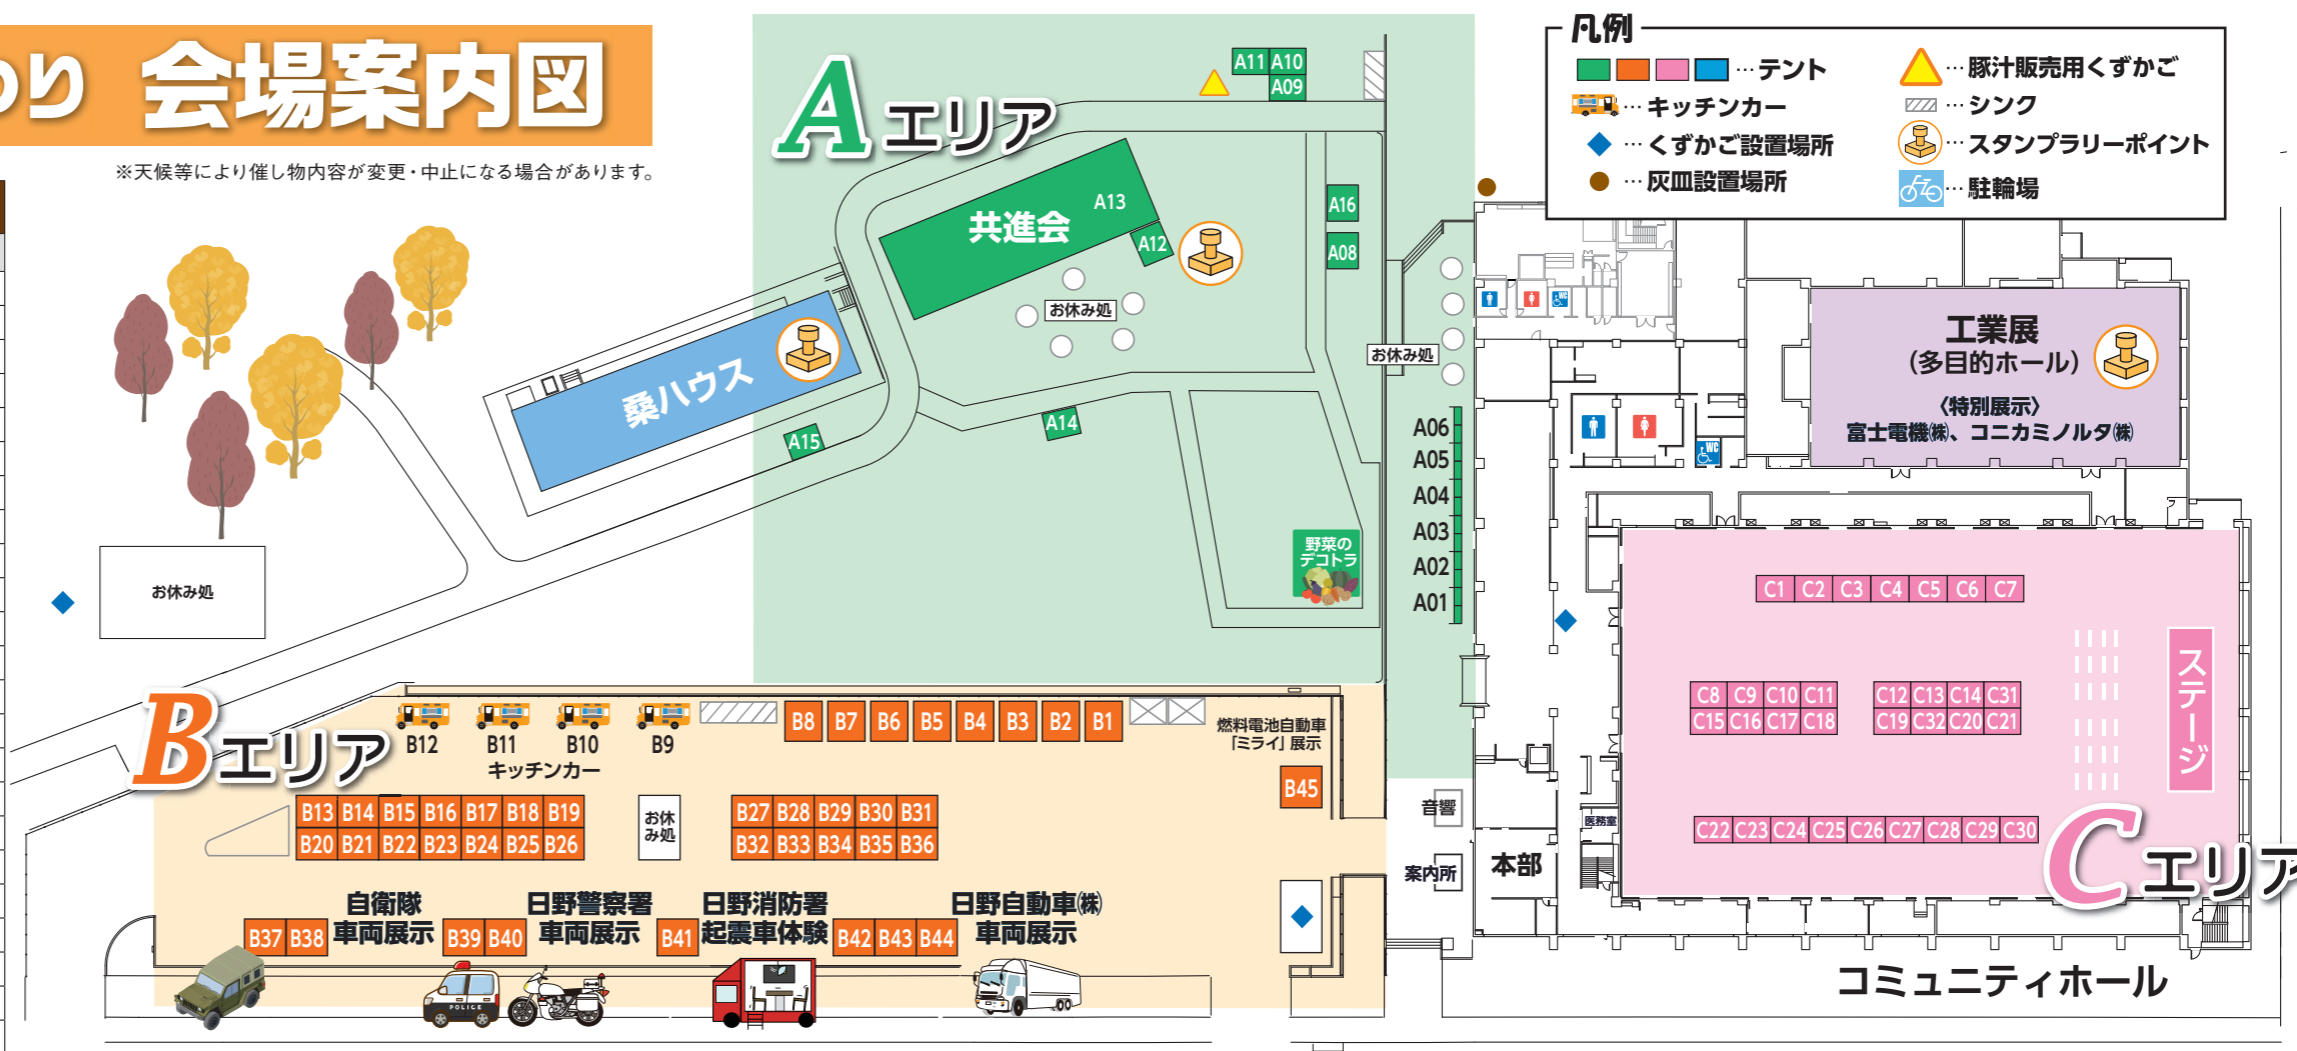 り 会場案内図
※天候等により催し物内容が変更・中止になる場合があります。
凡例
…テント
…キッチンカー
…くずかご設置場所
…灰皿設置場所
…豚汁販売用くずかご
…シンク
…スタンプラリーポイント
…駐輪場
Aエリア
A11 A10
A09
共進会
A13
A12
A16
A08
お休み処
お休み処
桑ハウス
A15
A14
A06
A05
A04
A03
A02
A01
野菜の
デコトラ
お休み処
工業展
(多目的ホール)
〈特別展示〉
富士電機㈱、コニカミノルタ㈱
WC
WC
C1 C2 C3 C4 C5 C6 C7
C8 C9 C10 C11
C15 C16 C17 C18
C12 C13 C14 C31
C19 C32 C20 C21
ステージ
C22 C23 C24 C25 C26 C27 C28 C29 C30
Cエリア
コミュニティホール
医務室
本部
音響
案内所
Bエリア
B12 B11 B10 B9
キッチンカー
B8 B7 B6 B5 B4 B3 B2 B1
燃料電池自動車
「ミライ」展示
B45
B13 B14 B15 B16 B17 B18 B19
B20 B21 B22 B23 B24 B25 B26
お休
み処
B27 B28 B29 B30 B31
B32 B33 B34 B35 B36
B37 B38
自衛隊
車両展示
B39 B40
日野警察署
車両展示
B41
日野消防署
起震車体験
B42 B43 B44
日野自動車㈱
車両展示
POLICE